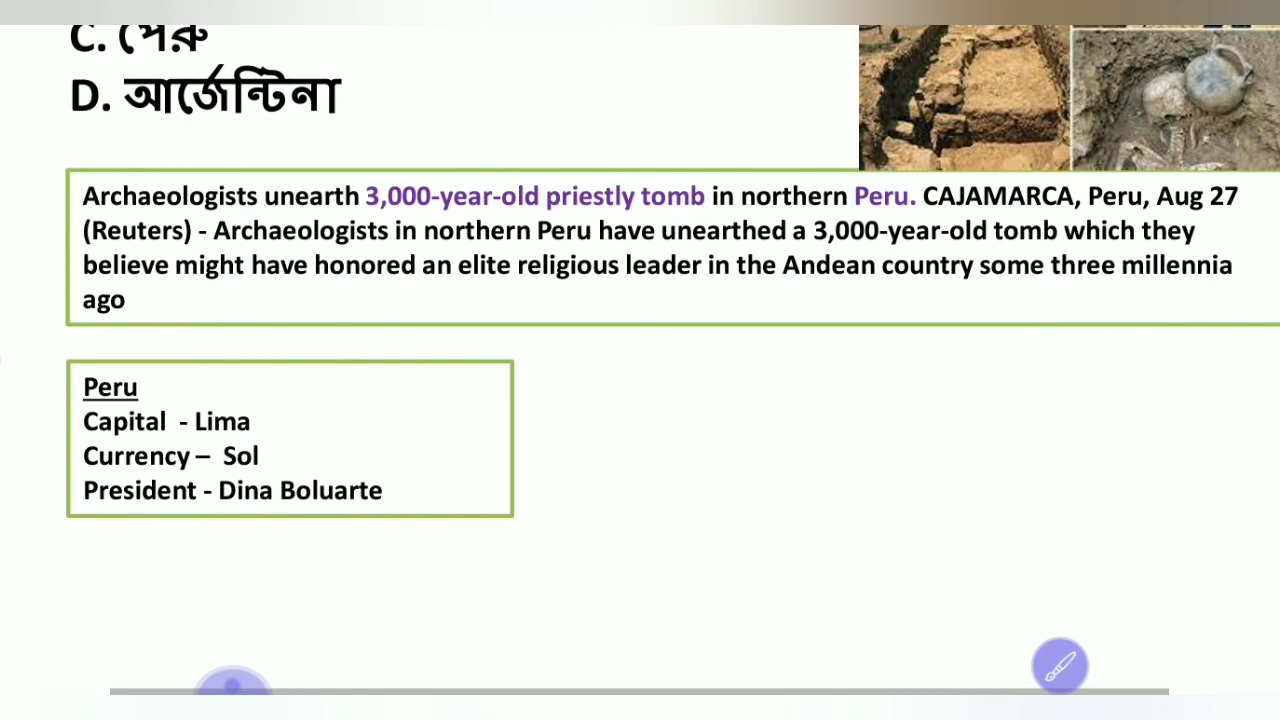 C. পেরু
D. আর্জেন্টিনা
Archaeologists unearth 3,000-year-old priestly tomb in northern Peru. CAJAMARCA, Peru, Aug 27
(Reuters) - Archaeologists in northern Peru have unearthed a 3,000-year-old tomb which they
believe might have honored an elite religious leader in the Andean country some three millennia
ago
Peru
Capital - Lima
Currency – Sol
President - Dina Boluarte